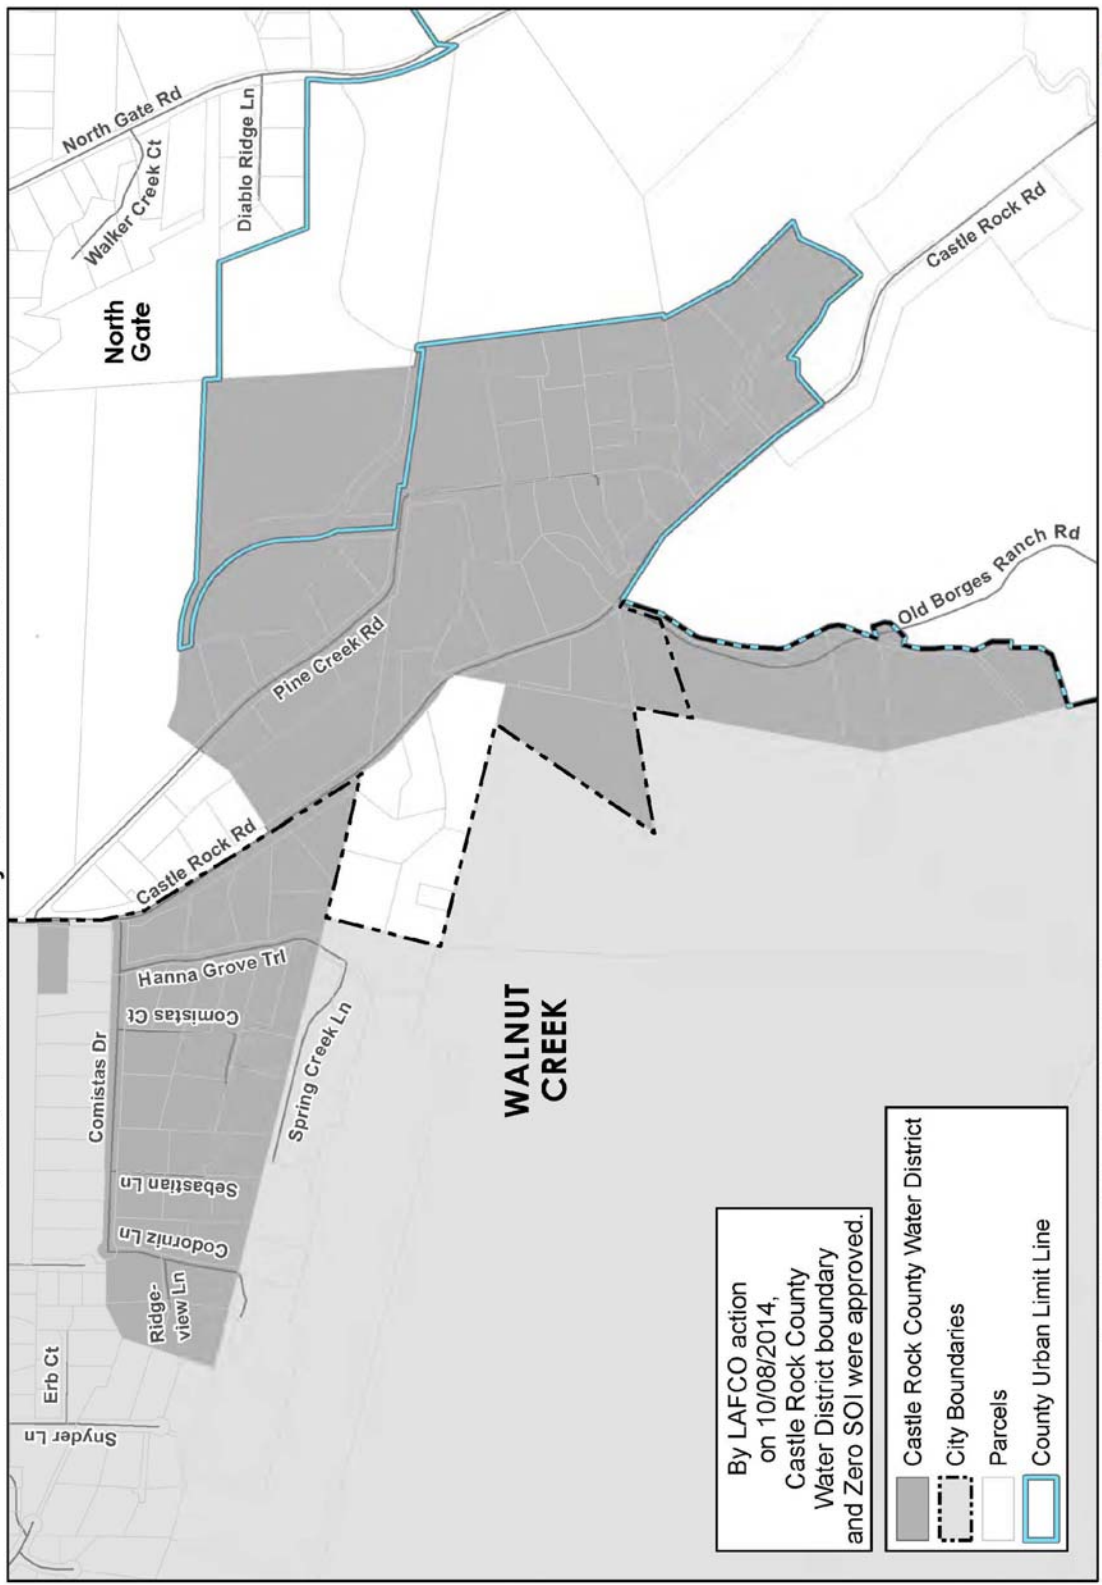 North Gate Rd
Walker Creek Ct
Diablo Ridge Ln
North
Gate
Castle Rock Rd
Old Borges Ranch Rd
Pine Creek Rd
Castle Rock Rd
Hanna Grove Trl
Comistas Ct
Comistas Dr
Spring Creek Ln
Sebastian Ln
Codorniz Ln
Ridge-
view Ln
Erb Ct
Snyder Ln
WALNUT
CREEK
By LAFCO action
on 10/08/2014,
Castle Rock County
Water District boundary
and Zero SOI were approved.
Castle Rock County Water District
City Boundaries
Parcels
County Urban Limit Line